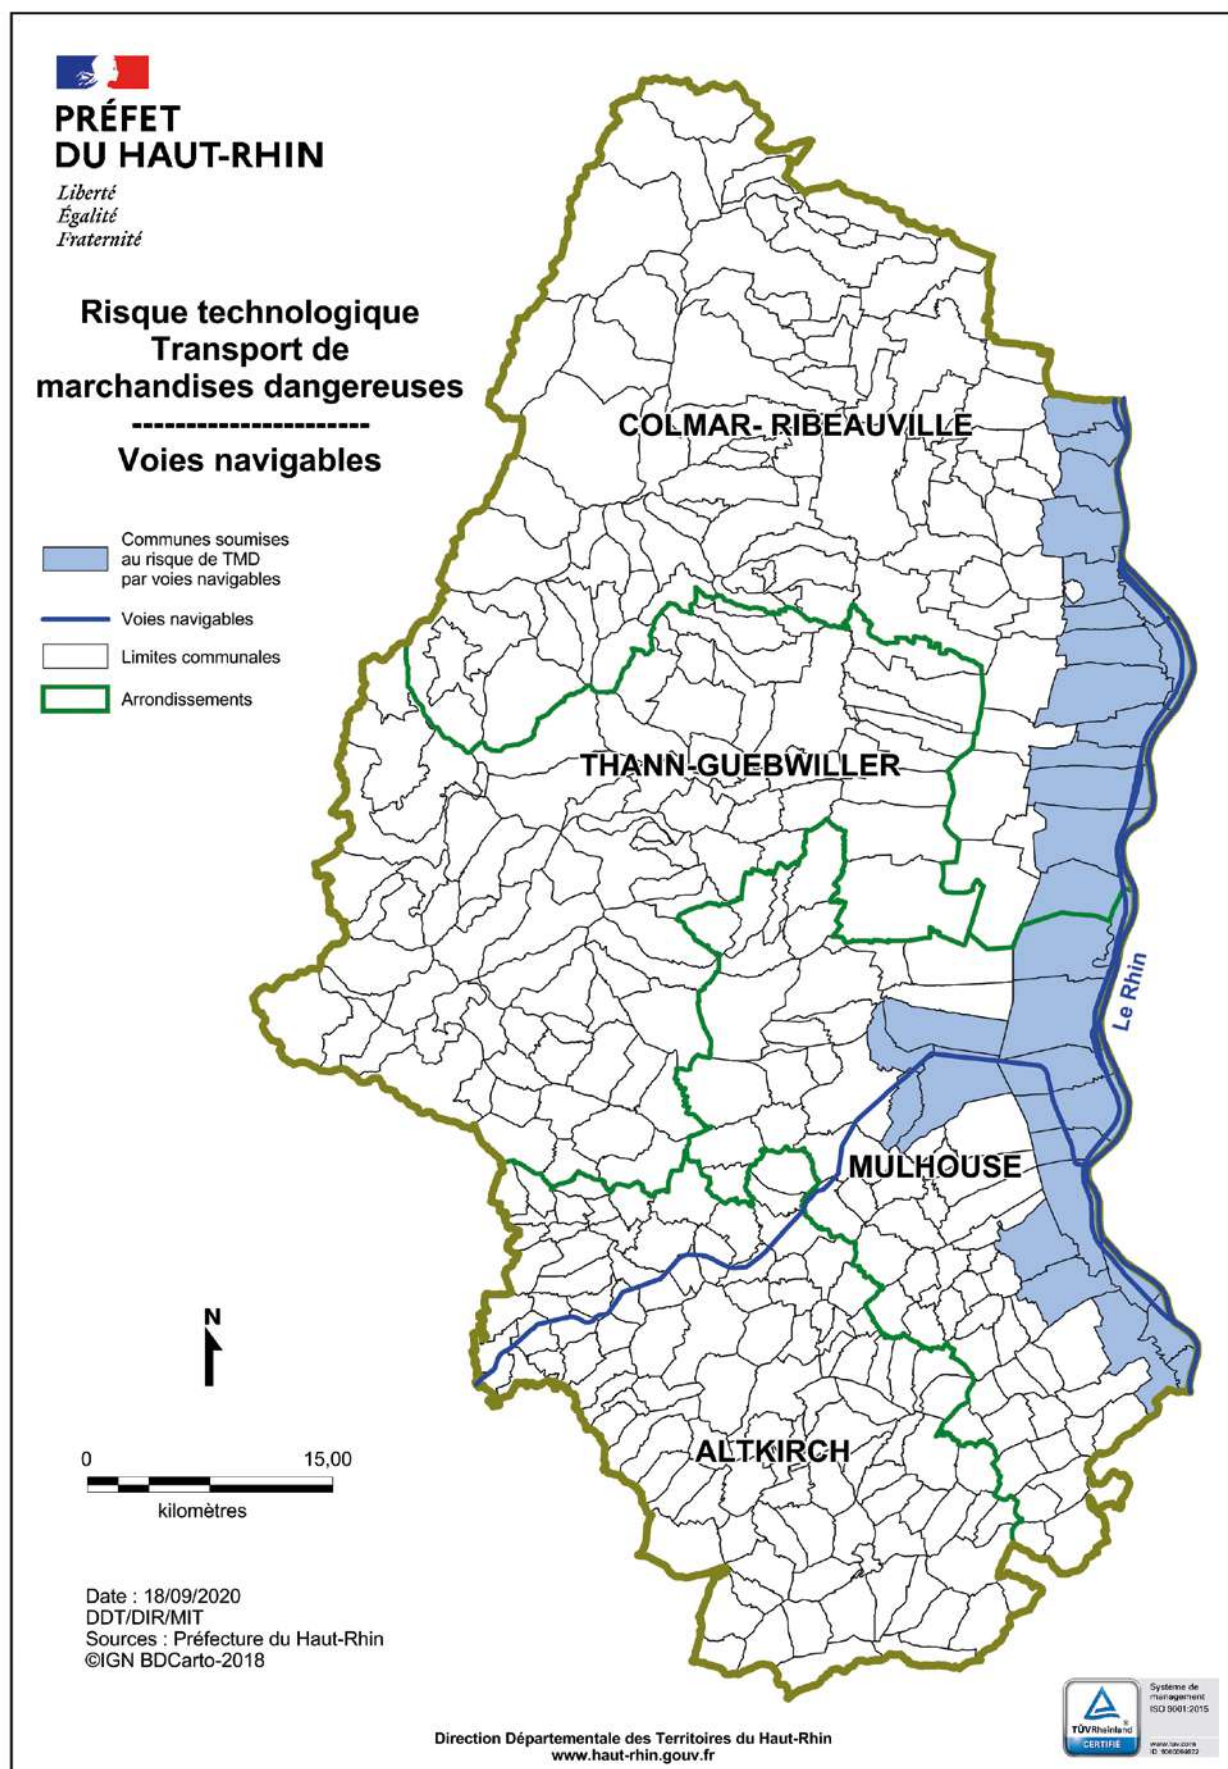 PRÉFET
DU HAUT-RHIN
Liberté
Égalité
Fraternité
Risque technologique
Transport de
marchandises dangereuses
----------------------
Voies navigables
Communes soumises
au risque de TMD
par voies navigables
Voies navigables
Limites communales
Arrondissements
COLMAR- RIBEAUVILLE
THANN-GUEBWILLER
Le Rhin
MULHOUSE
ALTKIRCH
N
0 15,00
kilomètres
Date : 18/09/2020
DDT/DIR/MIT
Sources : Préfecture du Haut-Rhin
©IGN BDCarto-2018
Direction Départementale des Territoires du Haut-Rhin
www.haut-rhin.gouv.fr
TÜVRheinland®
CERTIFIÉ
Système de
management
ISO 9001:2015
www.tuv.com